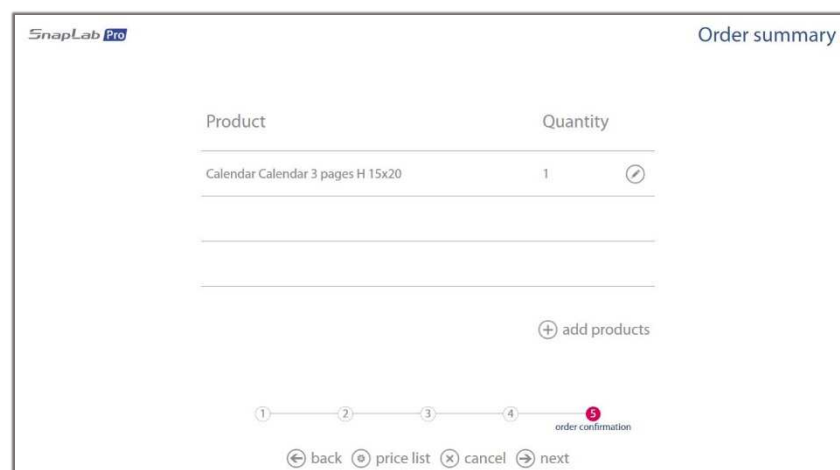 SnapLab Pro
Order summary
Product Quantity
Calendar Calendar 3 pages H 15x20 1
add products
1 2 3 4 5
order confirmation
back price list cancel next